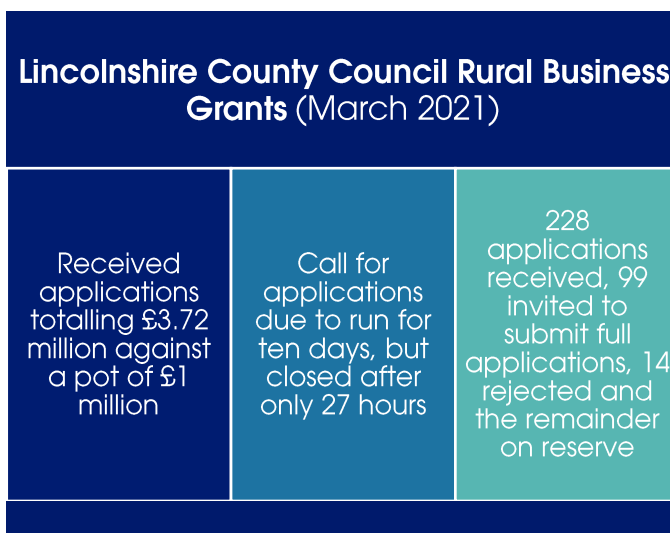 Lincolnshire County Council Rural Business
Grants (March 2021)
Received
applications
totalling £3.72
million against
a pot of £1
million
Call for
applications
due to run for
ten days, but
closed after
only 27 hours
228
applications
received, 99
invited to
submit full
applications, 14
rejected and
the remainder
on reserve